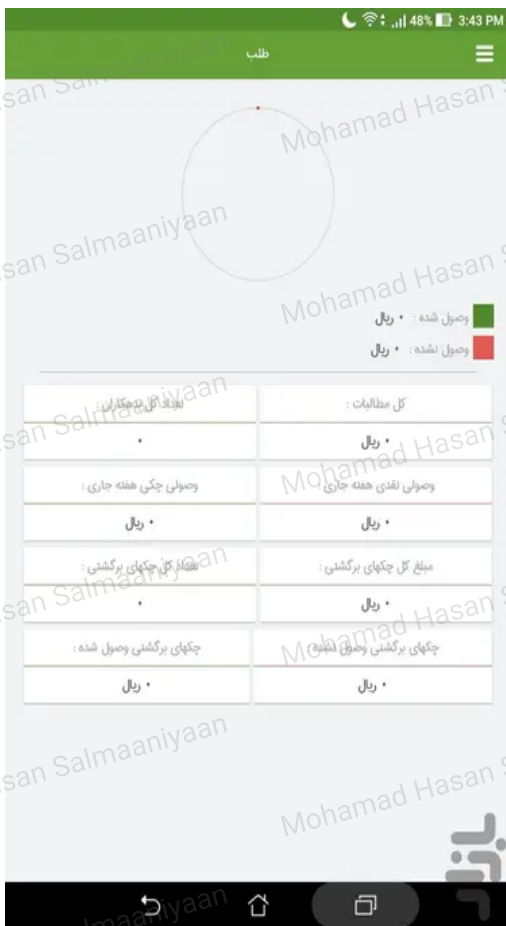 48% 3:43 PM
طلب
وصول شده : ۰ ریال
وصول نشده : ۰ ریال
کل مطالبات : تعداد کل بدهکاران :
۰ ریال ۰
وصولی نقدی هفته جاری : وصولی چکی هفته جاری :
۰ ریال ۰ ریال
مبلغ کل چکهای برگشتی : تعداد کل چکهای برگشتی :
۰ ریال ۰
چکهای برگشتی وصول نشده : چکهای برگشتی وصول شده :
۰ ریال ۰ ریال
Mohamad Hasan Salmaaniyaan
بازار